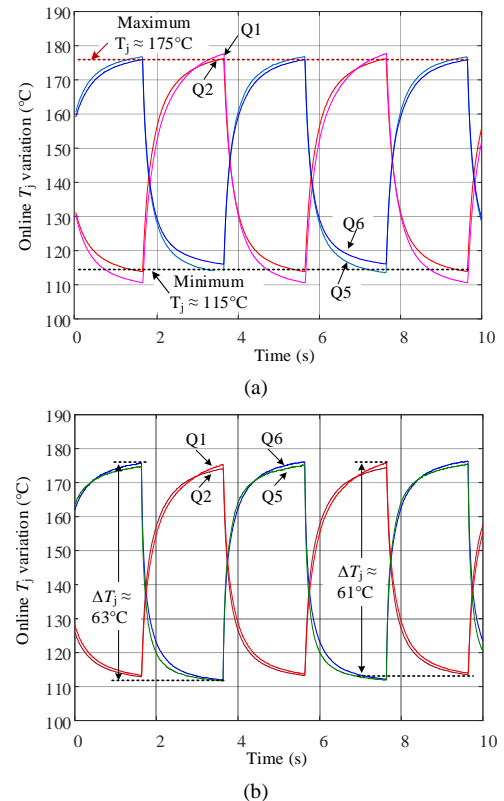 190
180
170
160
150
140
130
120
110
100
Online Tj variation (°C)
Maximum
Tj ≈ 175°C
Q1
Q2
Q6
Q5
Minimum
Tj ≈ 115°C
0 2 4 6 8 10
Time (s)
(a)
190
180
170
160
150
140
130
120
110
100
Online Tj variation (°C)
Q1
Q2
Q6
Q5
ΔTj ≈
63°C
ΔTj ≈
61°C
0 2 4 6 8 10
Time (s)
(b)